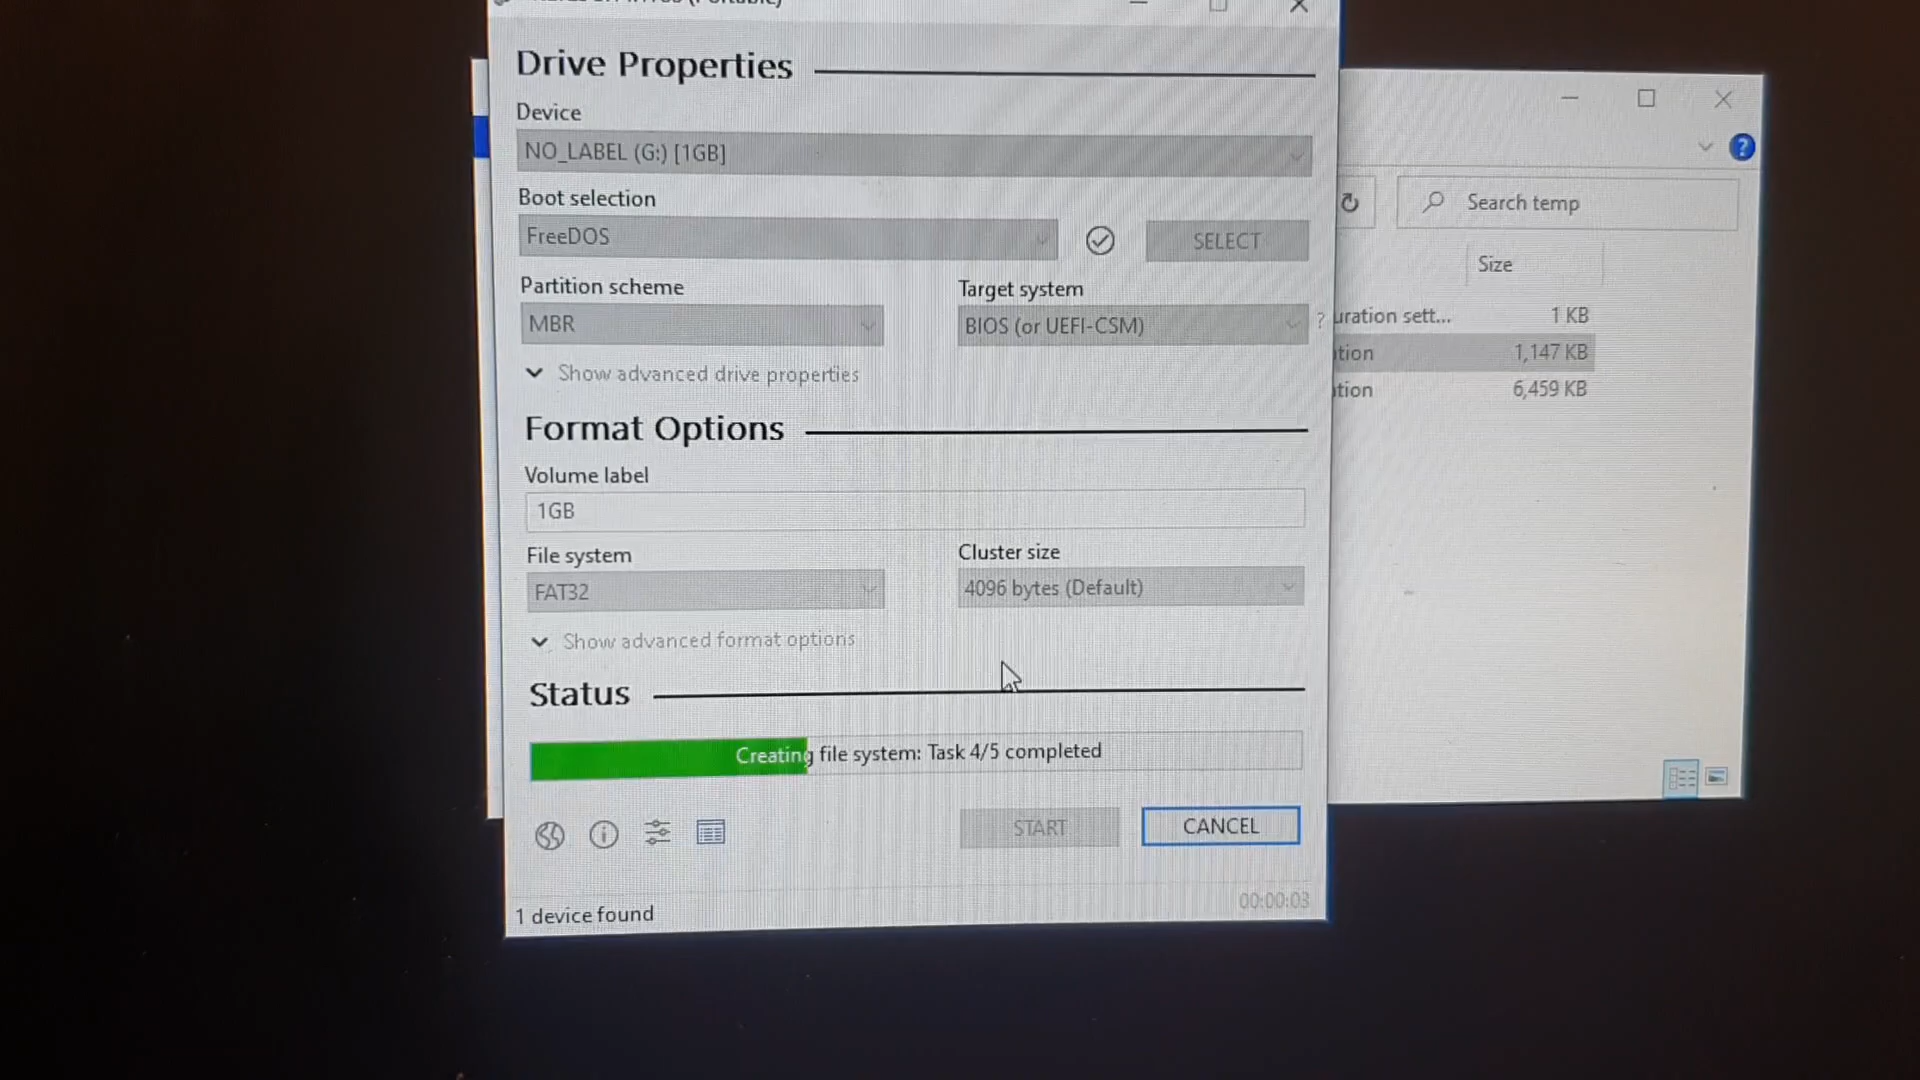 Drive Properties
Device
NO_LABEL (G:) [1GB]
Boot selection
FreeDOS
SELECT
Partition scheme
Target system
MBR
BIOS (or UEFI-CSM)
?
Show advanced drive properties
Format Options
Volume label
1GB
File system
Cluster size
FAT32
4096 bytes (Default)
Show advanced format options
Status
Creating file system: Task 4/5 completed
START
CANCEL
00:00:03
1 device found
?
Search temp
Size
uration sett...
1 KB
tion
1,147 KB
tion
6,459 KB